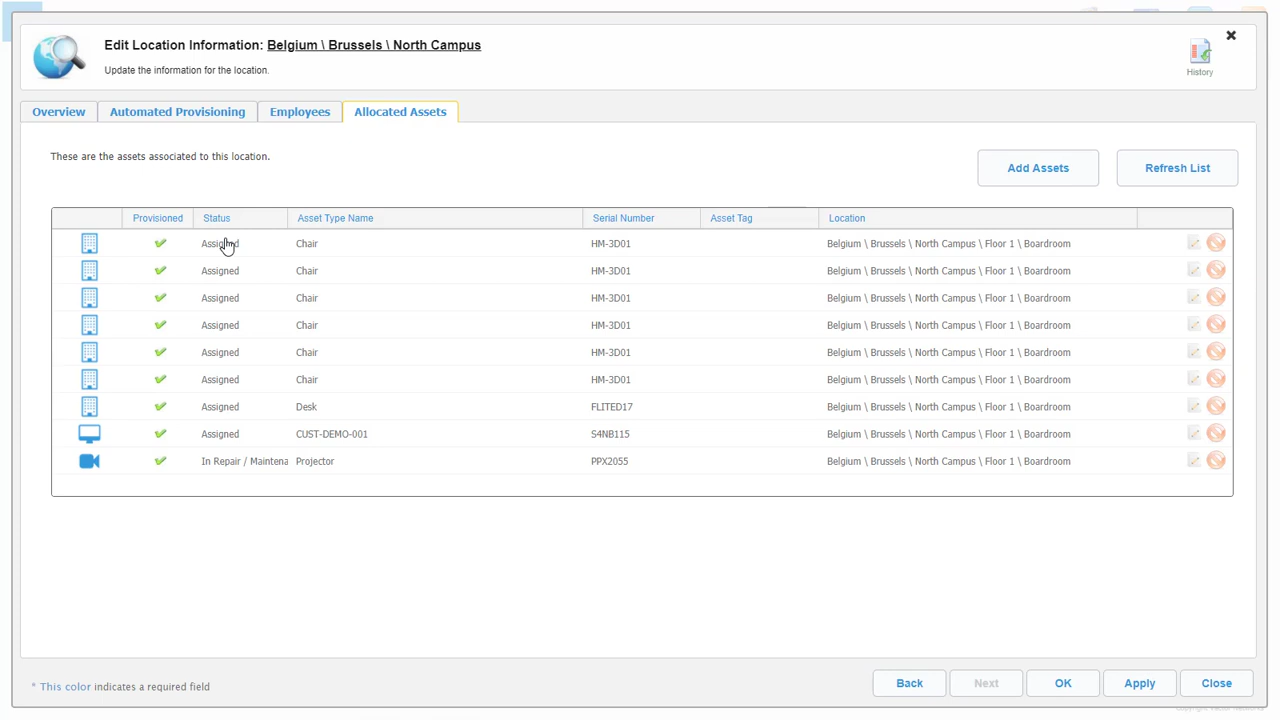 Edit Location Information: Belgium \ Brussels \ North Campus
Update the information for the location.
History
Overview Automated Provisioning Employees Allocated Assets
These are the assets associated to this location.
Add Assets Refresh List
Provisioned Status Asset Type Name Serial Number Asset Tag Location
Chair HM-3D01 Belgium \ Brussels \ North Campus \ Floor 1 \ Boardroom
Assigned Chair HM-3D01 Belgium \ Brussels \ North Campus \ Floor 1 \ Boardroom
Assigned Chair HM-3D01 Belgium \ Brussels \ North Campus \ Floor 1 \ Boardroom
Assigned Chair HM-3D01 Belgium \ Brussels \ North Campus \ Floor 1 \ Boardroom
Assigned Chair HM-3D01 Belgium \ Brussels \ North Campus \ Floor 1 \ Boardroom
Assigned Chair HM-3D01 Belgium \ Brussels \ North Campus \ Floor 1 \ Boardroom
Assigned Desk FLITED17 Belgium \ Brussels \ North Campus \ Floor 1 \ Boardroom
Assigned CUST-DEMO-001 S4NB115 Belgium \ Brussels \ North Campus \ Floor 1 \ Boardroom
In Repair / Maintena Projector PPX2055 Belgium \ Brussels \ North Campus \ Floor 1 \ Boardroom
* This color indicates a required field
Back Next OK Apply Close